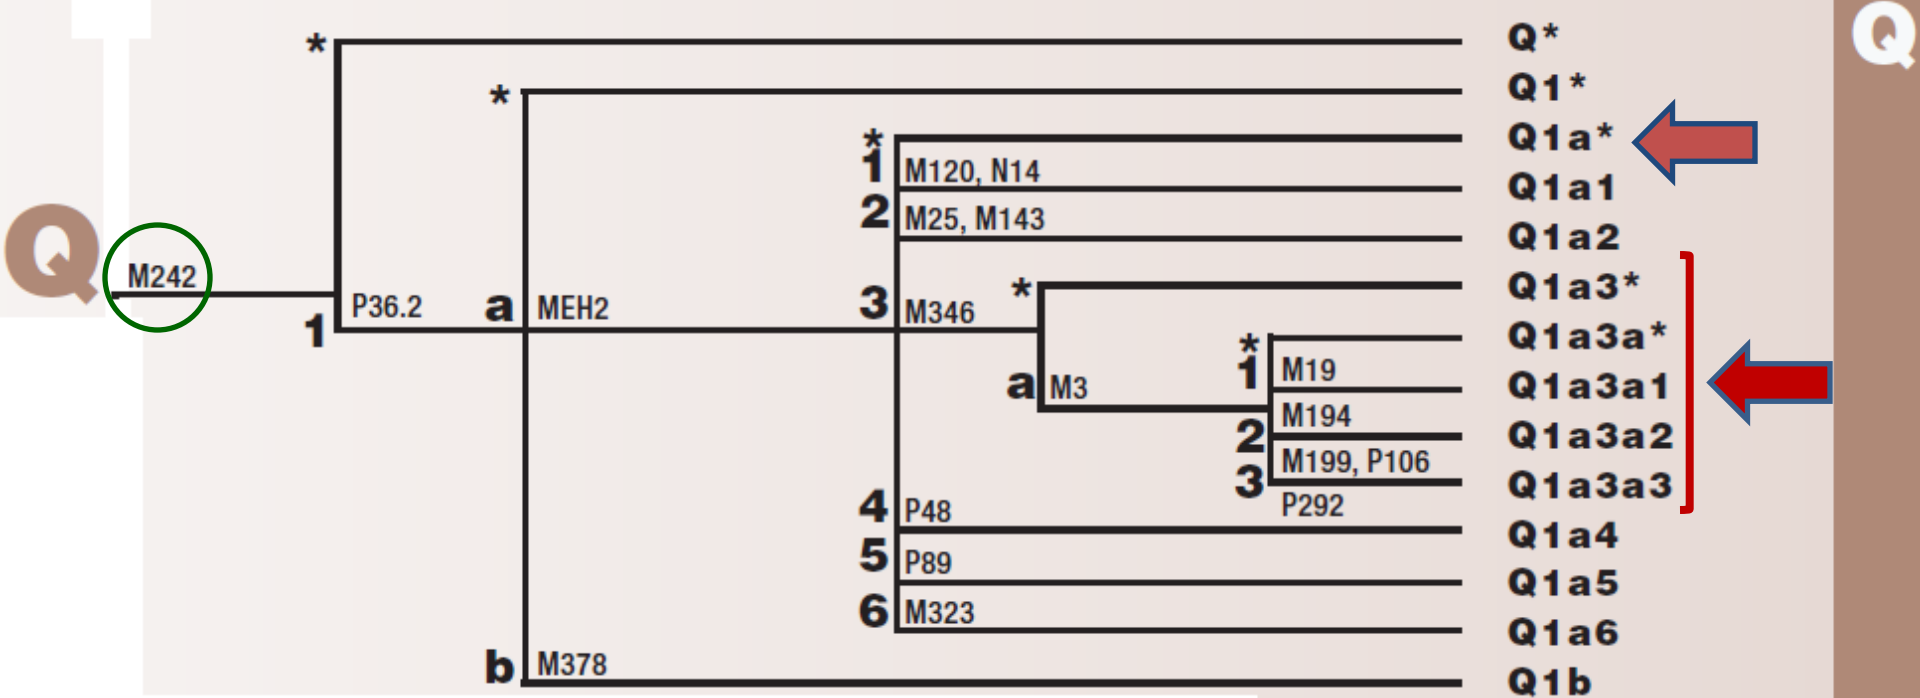 * Q* Q
* Q1*
* Q1a*
1 M120, N14 Q1a1
2 M25, M143 Q1a2
Q M242
1 P36.2 a MEH2 3 M346 * Q1a3*
* Q1a3a*
a M3 1 M19 Q1a3a1
2 M194 Q1a3a2
3 M199, P106 Q1a3a3
P292
4 P48 Q1a4
5 P89 Q1a5
6 M323 Q1a6
b M378 Q1b